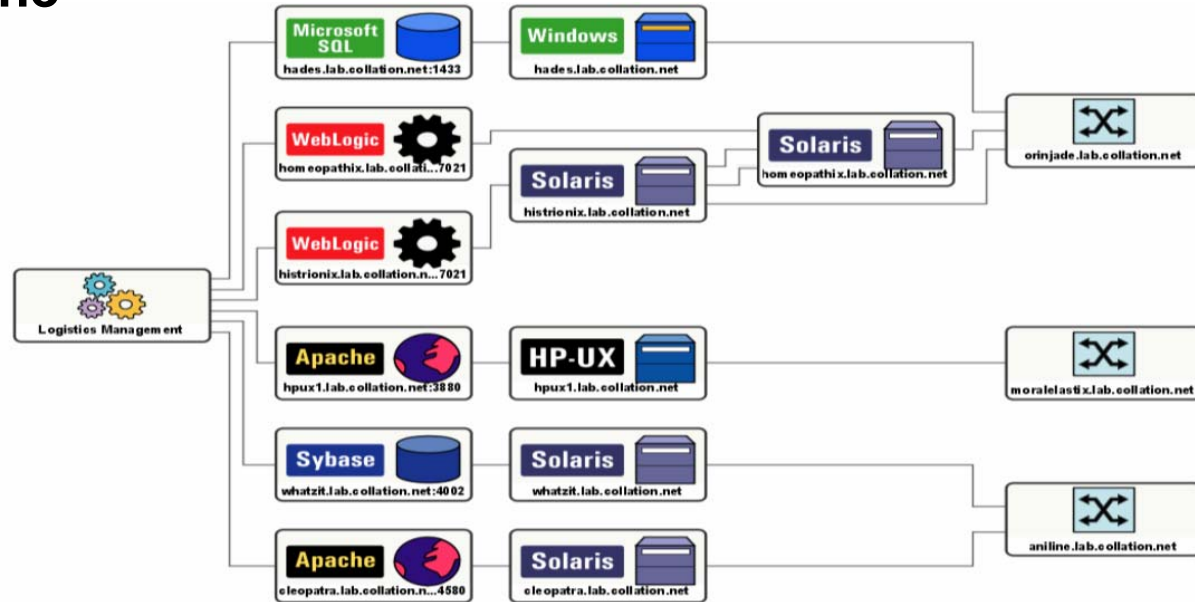 Microsoft
SQL
hades.lab.collation.net:1433
Windows
hades.lab.collation.net
WebLogic
homeopathix.lab.collati...7021
Solaris
homeopathix.lab.collation.net
orinjade.lab.collation.net
Solaris
histrionix.lab.collation.net
WebLogic
histrionix.lab.collation.n...7021
Logistics Management
Apache
hpux1.lab.collation.net:3880
HP-UX
hpux1.lab.collation.net
moralelastix.lab.collation.net
Sybase
whatzit.lab.collation.net:4002
Solaris
whatzit.lab.collation.net
aniline.lab.collation.net
Apache
cleopatra.lab.collation.n...4580
Solaris
cleopatra.lab.collation.net